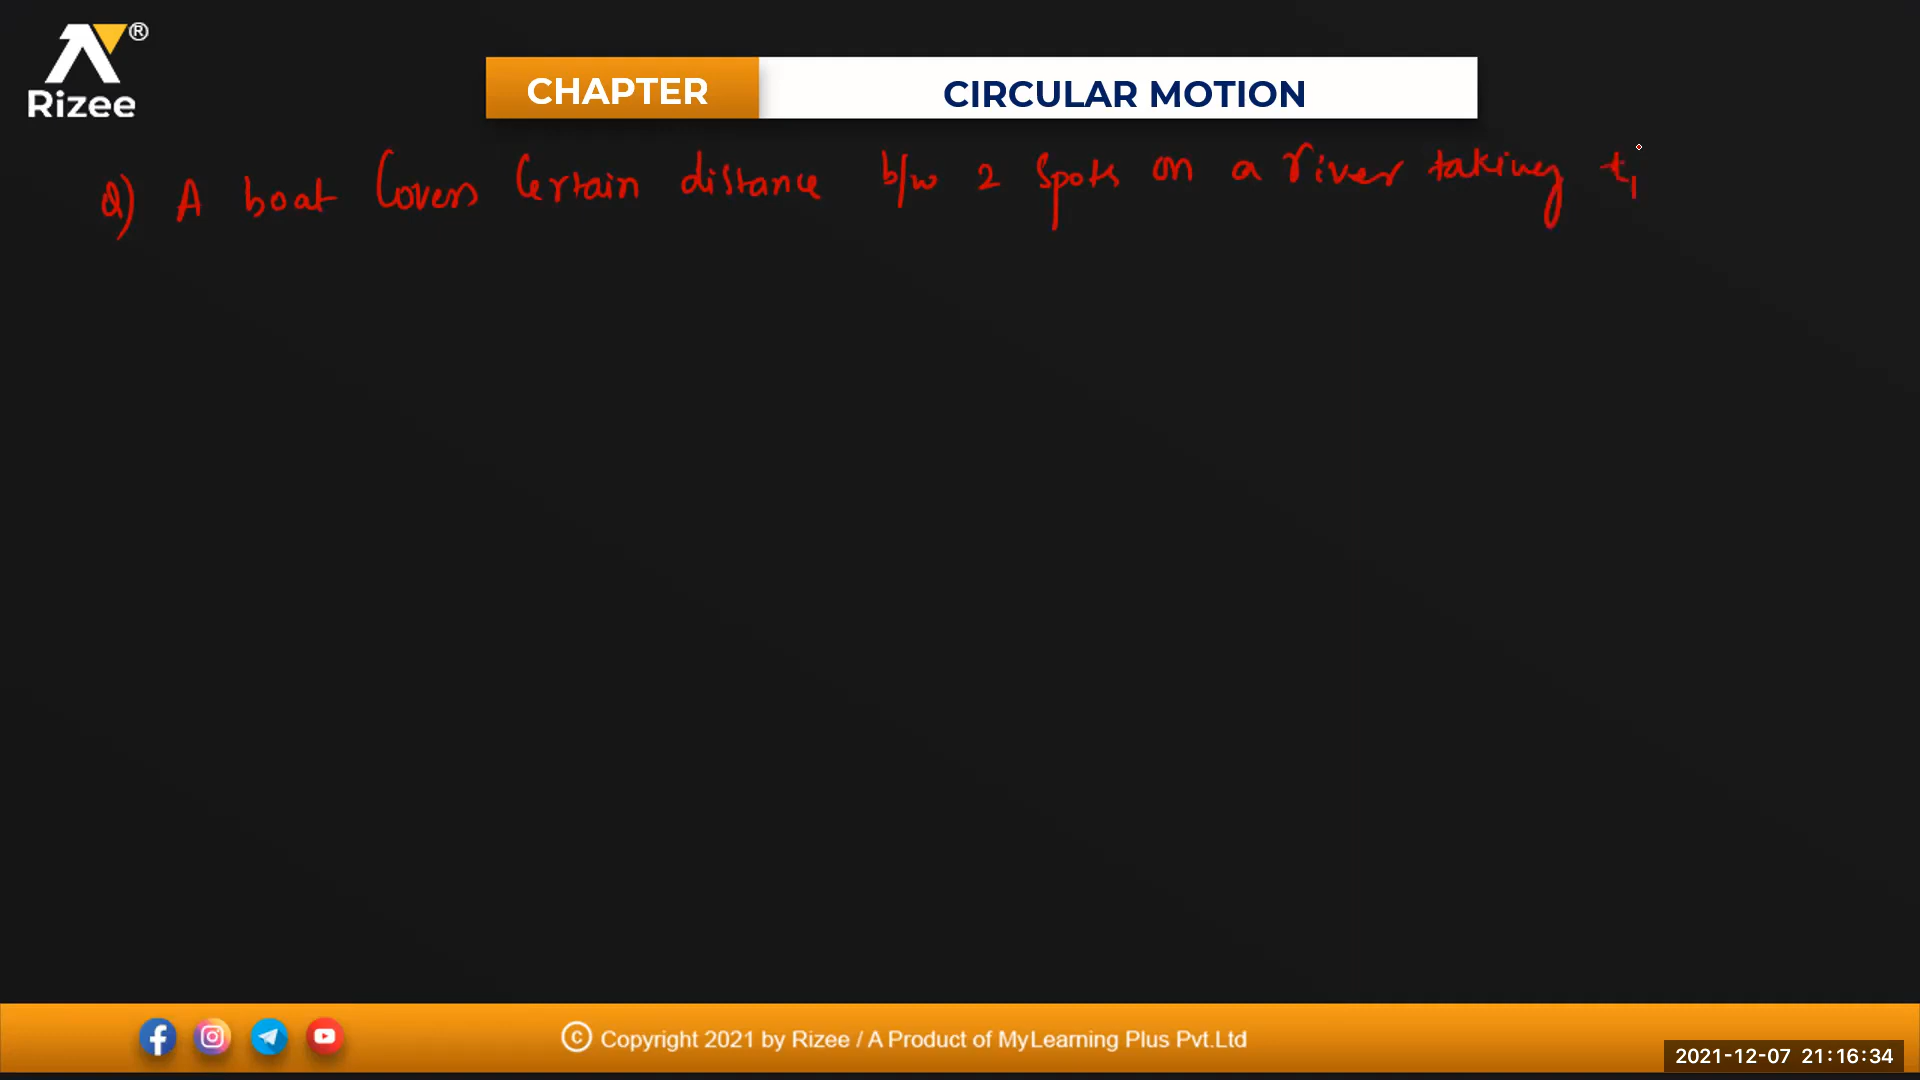 Rizee®
CHAPTER CIRCULAR MOTION
Q) A boat Covers Certain distance b/w 2 Spots on a river taking t₁
© Copyright 2021 by Rizee / A Product of MyLearning Plus Pvt.Ltd
2021-12-07 21:16:34